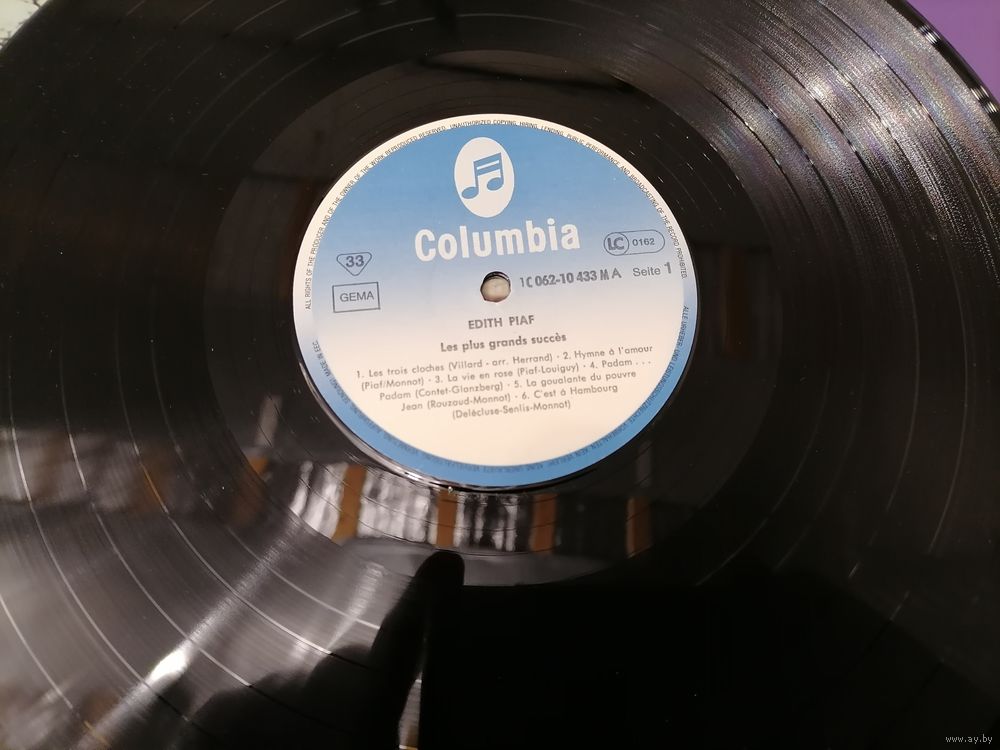 ALL RIGHTS OF THE PRODUCER AND OF THE OWNER OF THE WORK REPRODUCED RESERVED. UNAUTHORIZED COPYING, HIRING, LENDING, PUBLIC PERFORMANCE AND BROADCASTING OF THIS RECORD PROHIBITED.
Columbia
LC 0162
33
1C 062-10 433 M A
Seite 1
GEMA
EDITH PIAF
Les plus grands succès
1. Les trois cloches (Villard - arr. Herrand) · 2. Hymne à l'amour
(Piaf/Monnot) · 3. La vie en rose (Piaf-Louiguy) · 4. Padam . . .
Padam (Contet-Glanzberg) · 5. La goualante du pauvre
Jean (Rouzaud-Monnot) · 6. C'est à Hambourg
(Delécluse-Senlis-Monnot)
MADE IN EEC
www.ay.by